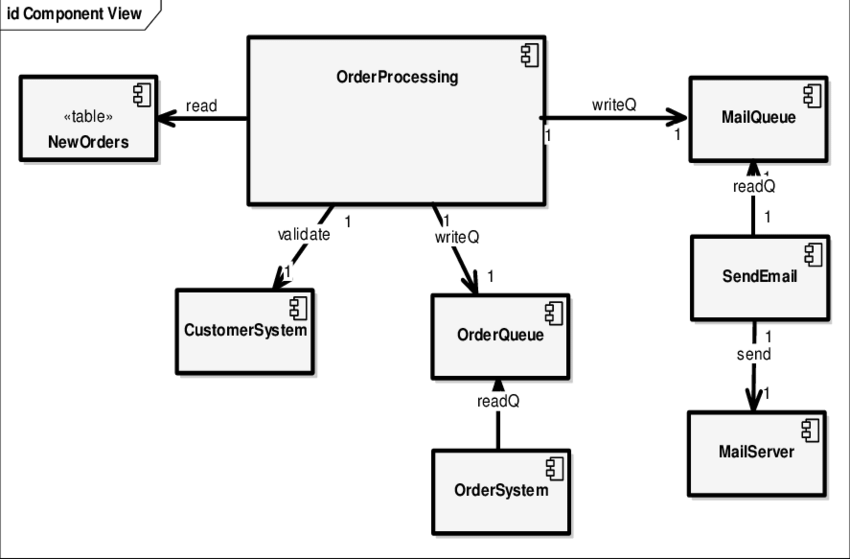 id Component View
OrderProcessing
«table»
NewOrders
read
writeQ
1
1
MailQueue
readQ
1
1
validate
1
1
1
writeQ
1
SendEmail
CustomerSystem
OrderQueue
1
send
1
readQ
MailServer
OrderSystem